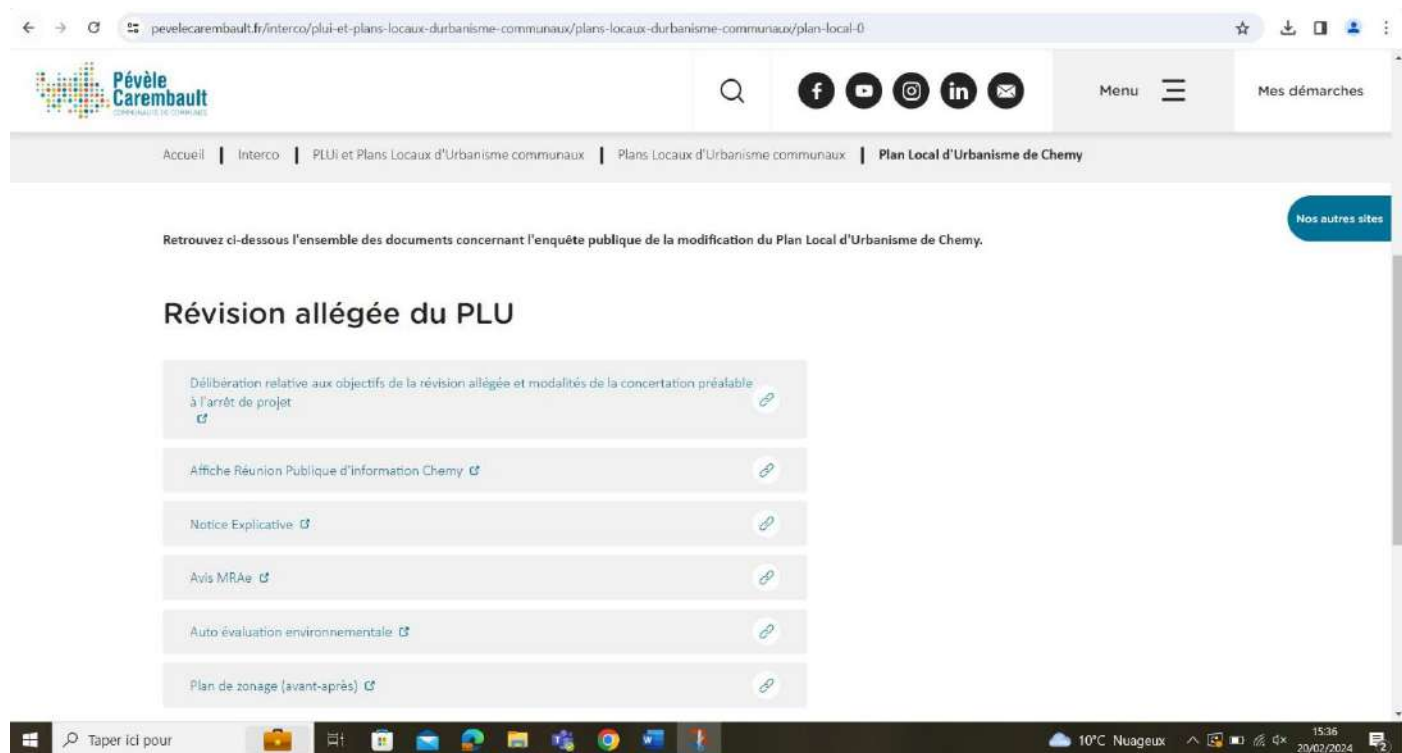 pevelecarembault.fr/interco/plui-et-plans-locaux-durbanisme-communaux/plans-locaux-durbanisme-communaux/plan-local-0
Pévèle
Carembault
COMMUNAUTÉ DE COMMUNES
Menu
Mes démarches
Accueil | Interco | PLUi et Plans Locaux d'Urbanisme communaux | Plans Locaux d'Urbanisme communaux | Plan Local d'Urbanisme de Chemy
Nos autres sites
Retrouvez ci-dessous l'ensemble des documents concernant l'enquête publique de la modification du Plan Local d'Urbanisme de Chemy.
Révision allégée du PLU
Délibération relative aux objectifs de la révision allégée et modalités de la concertation préalable
à l'arrêt de projet
Affiche Réunion Publique d'information Chemy
Notice Explicative
Avis MRAe
Auto évaluation environnementale
Plan de zonage (avant-après)
Taper ici pour
10°C Nuageux
15:36
20/02/2024